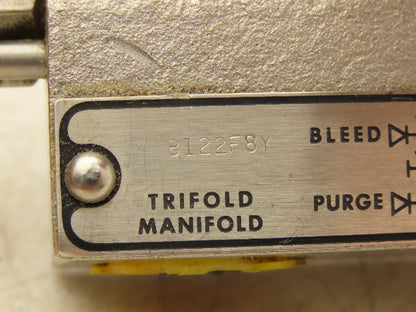 8122F8Y
BLEED
TRIFOLD
MANIFOLD
PURGE